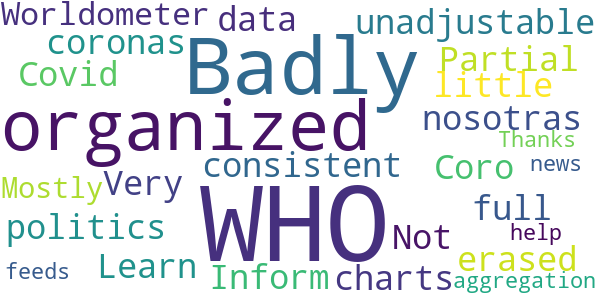 Worldometer data unadjustable
coronas Badly Partial
Covid little
organized nosotras
Thanks
consistent Coro news
Mostly Very WHO full
politics Not help
Learn erased
feeds Inform charts aggregation